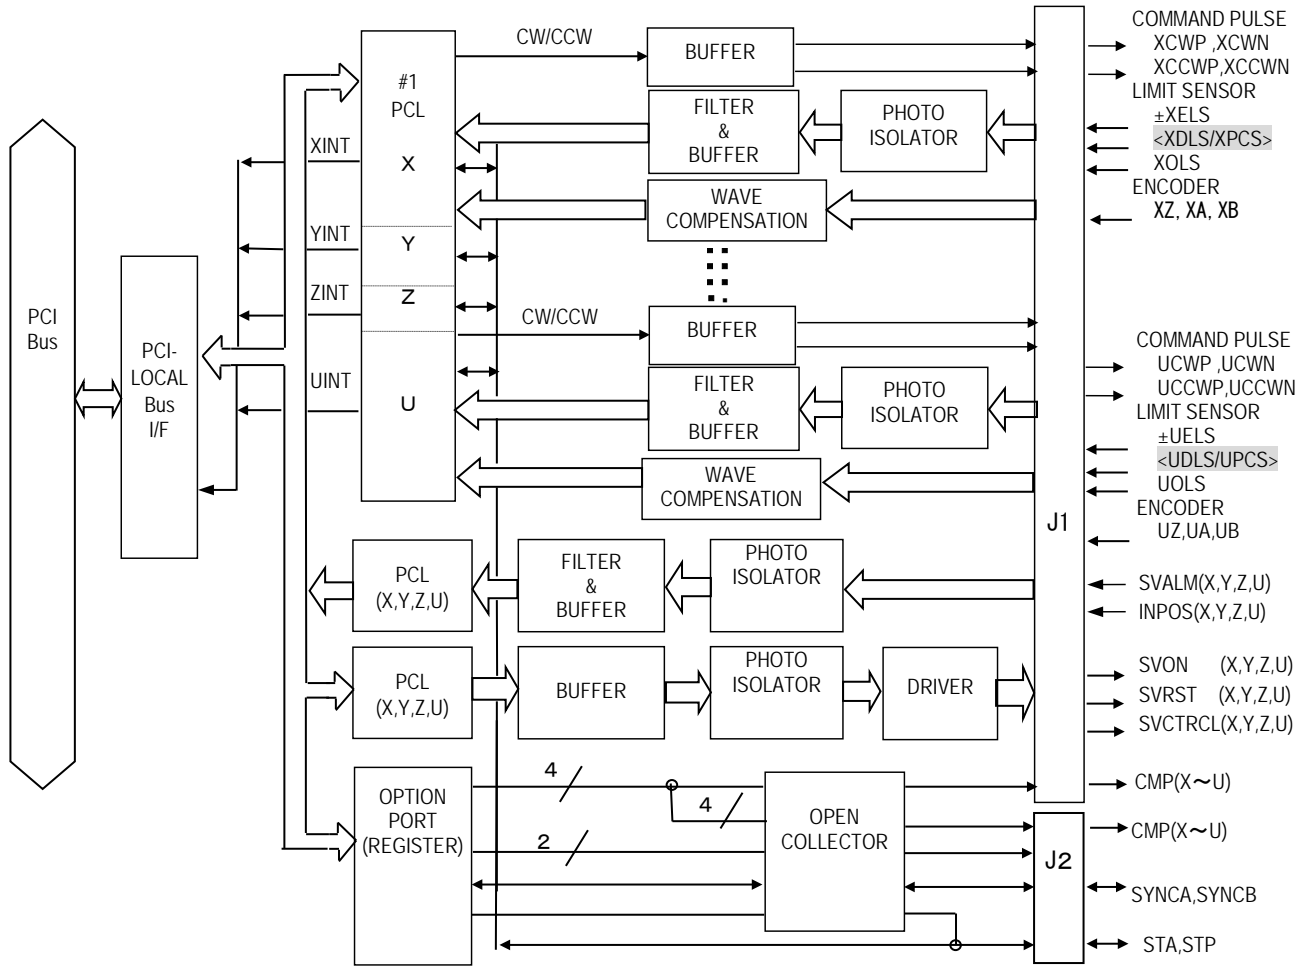 PCI
Bus
PCI-
LOCAL
Bus
I/F
XINT
YINT
ZINT
UINT
#1
PCL
X
Y
Z
U
CW/CCW
BUFFER
FILTER
&
BUFFER
PHOTO
ISOLATOR
WAVE
COMPENSATION
CW/CCW
BUFFER
FILTER
&
BUFFER
PHOTO
ISOLATOR
WAVE
COMPENSATION
PCL
(X,Y,Z,U)
FILTER
&
BUFFER
PHOTO
ISOLATOR
PCL
(X,Y,Z,U)
BUFFER
PHOTO
ISOLATOR
DRIVER
OPTION
PORT
(REGISTER)
4
4
2
OPEN
COLLECTOR
J1
J2
COMMAND PULSE
XCWP ,XCWN
XCCWP,XCCWN
LIMIT SENSOR
±XELS
<XDLS/XPCS>
XOLS
ENCODER
XZ, XA, XB
COMMAND PULSE
UCWP ,UCWN
UCCWP,UCCWN
LIMIT SENSOR
±UELS
<UDLS/UPCS>
UOLS
ENCODER
UZ,UA,UB
SVALM(X,Y,Z,U)
INPOS(X,Y,Z,U)
SVON (X,Y,Z,U)
SVRST (X,Y,Z,U)
SVCTRCL(X,Y,Z,U)
CMP(X～U)
CMP(X～U)
SYNCA,SYNCB
STA,STP